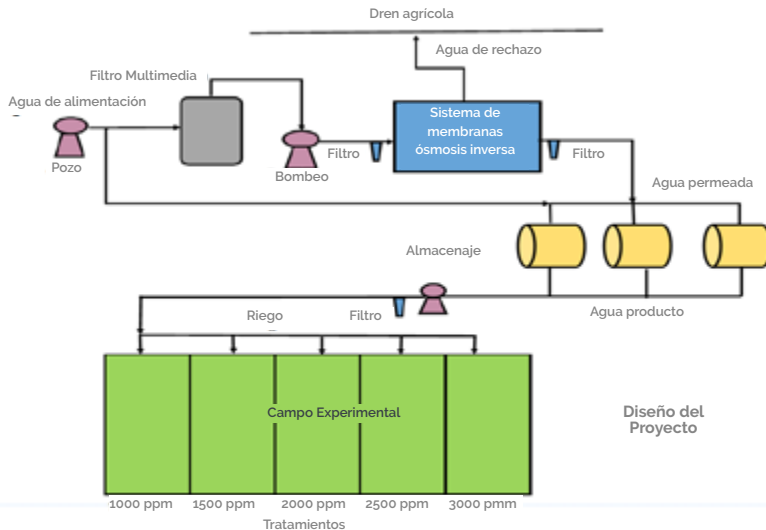 Dren agrícola
Agua de rechazo
Filtro Multimedia
Agua de alimentación
Sistema de
membranas
ósmosis inversa
Pozo
Bombeo
Filtro
Filtro
Agua permeada
Almacenaje
Riego
Filtro
Agua producto
Campo Experimental
Diseño del
Proyecto
1000 ppm
1500 ppm
2000 ppm
2500 ppm
3000 pmm
Tratamientos